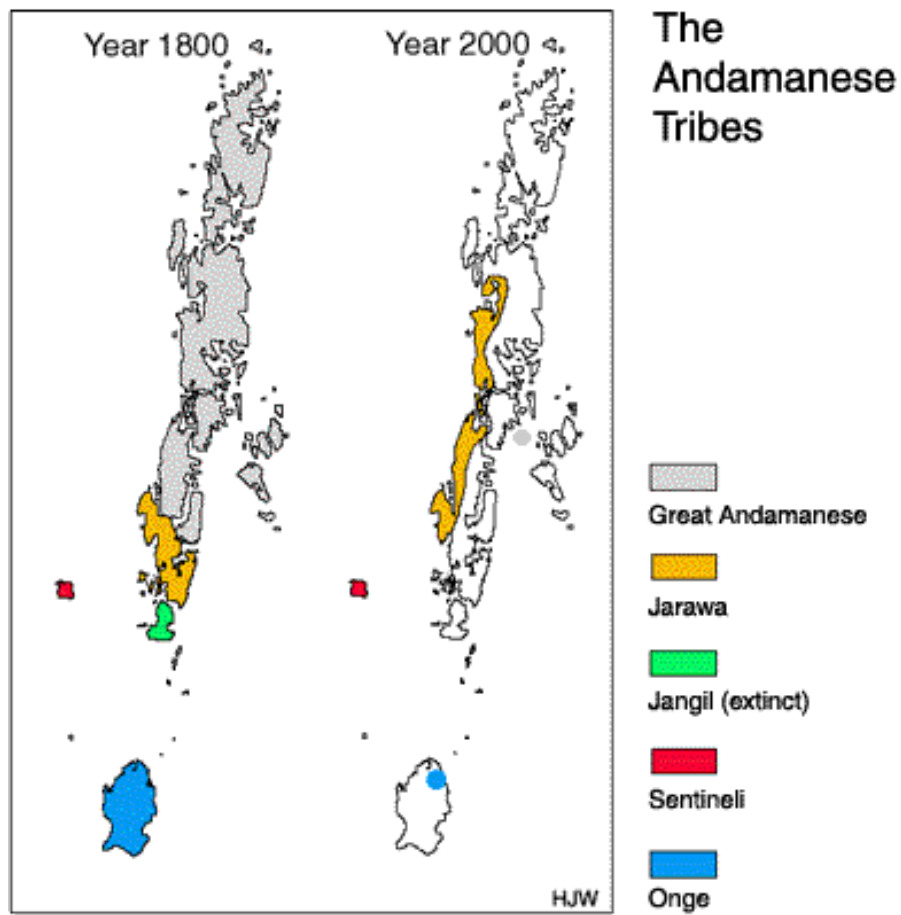 Year 1800
Year 2000
The
Andamanese
Tribes
Great Andamanese
Jarawa
Jangil (extinct)
Sentineli
Onge
HJW